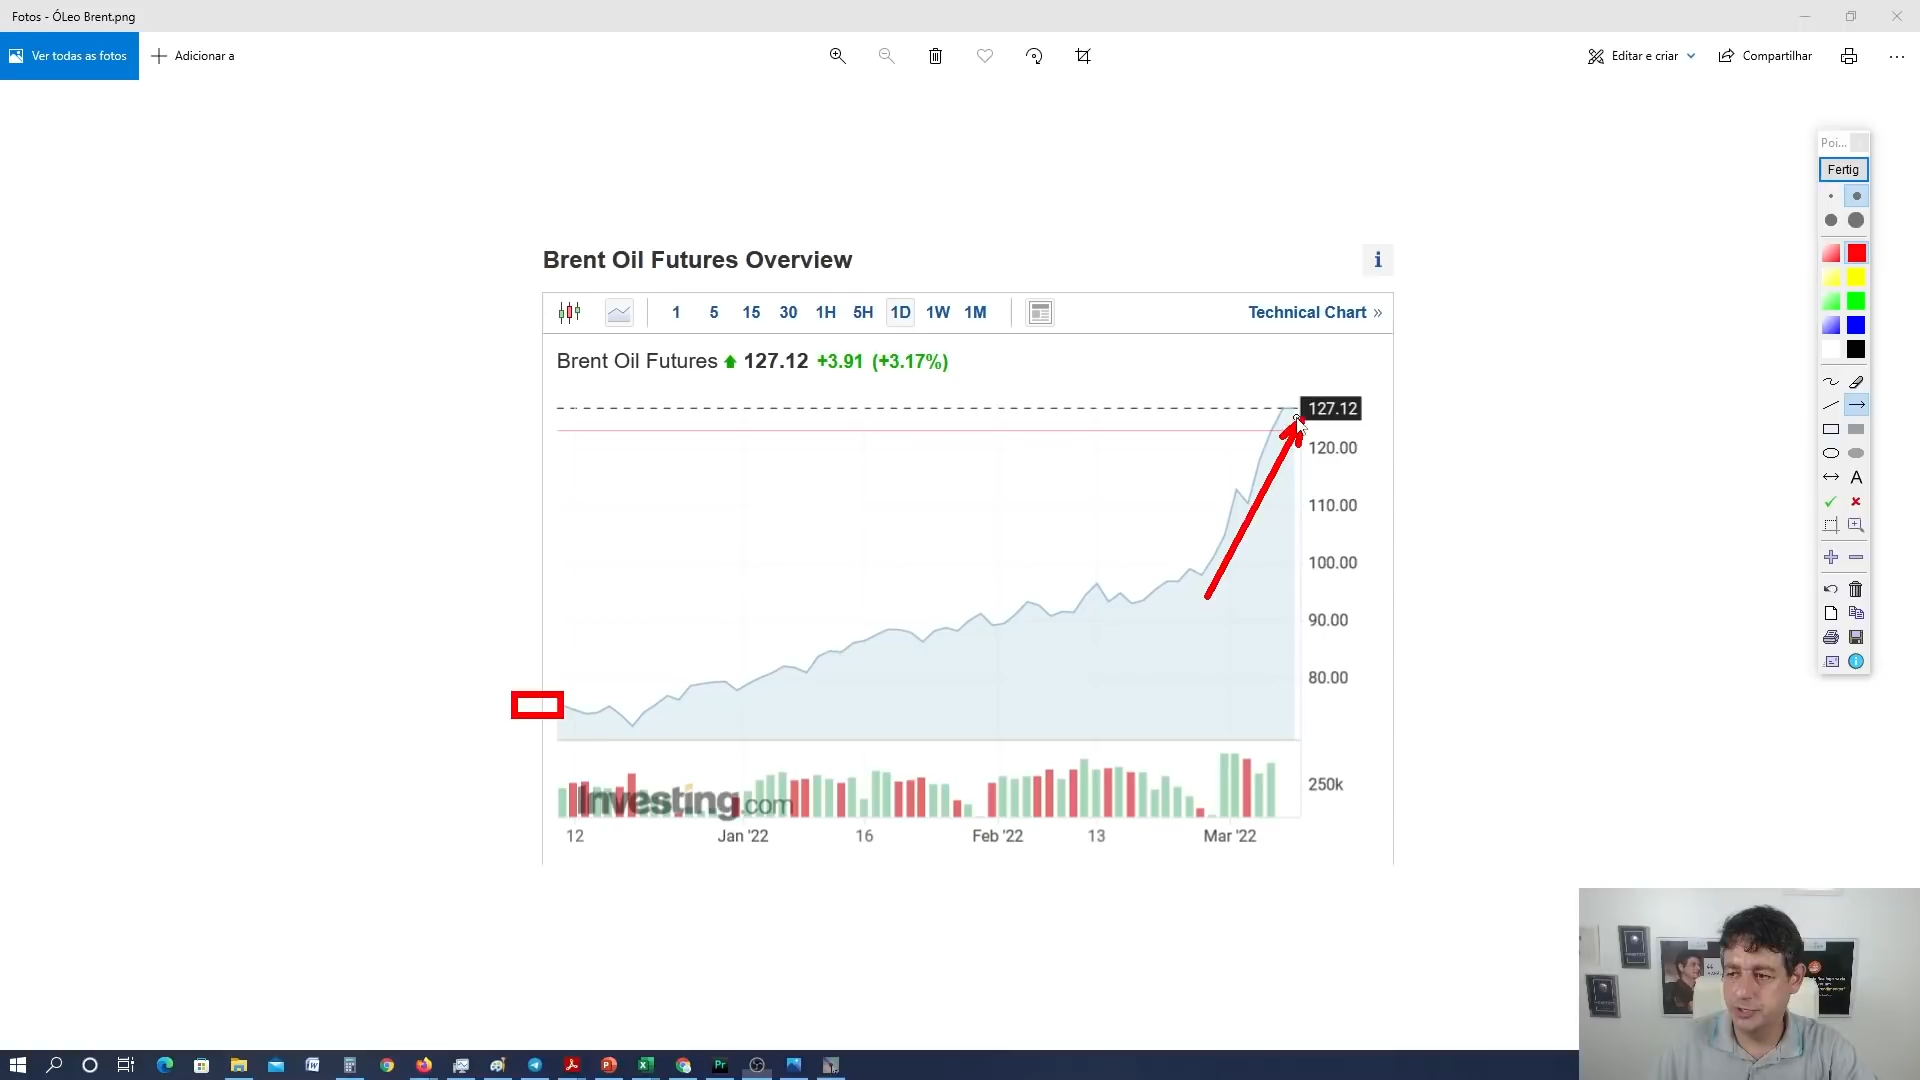 Fotos - ÓLeo Brent.png
Ver todas as fotos
Adicionar a
Editar e criar
Compartilhar
Poi...
Fertig
Brent Oil Futures Overview
i
1 5 15 30 1H 5H 1D 1W 1M
Technical Chart »
Brent Oil Futures 127.12 +3.91 (+3.17%)
127.12
120.00
110.00
100.00
90.00
80.00
250k
Investing.com
12 Jan '22 16 Feb '22 13 Mar '22
A